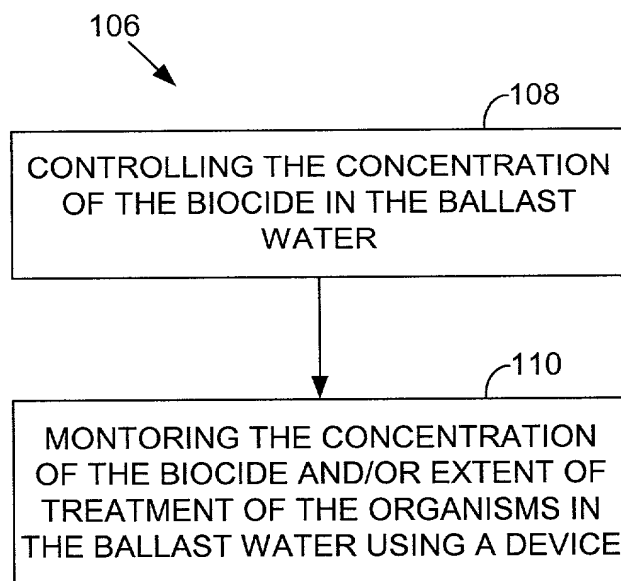 106
108
CONTROLLING THE CONCENTRATION
OF THE BIOCIDE IN THE BALLAST
WATER
110
MONTORING THE CONCENTRATION
OF THE BIOCIDE AND/OR EXTENT OF
TREATMENT OF THE ORGANISMS IN
THE BALLAST WATER USING A DEVICE